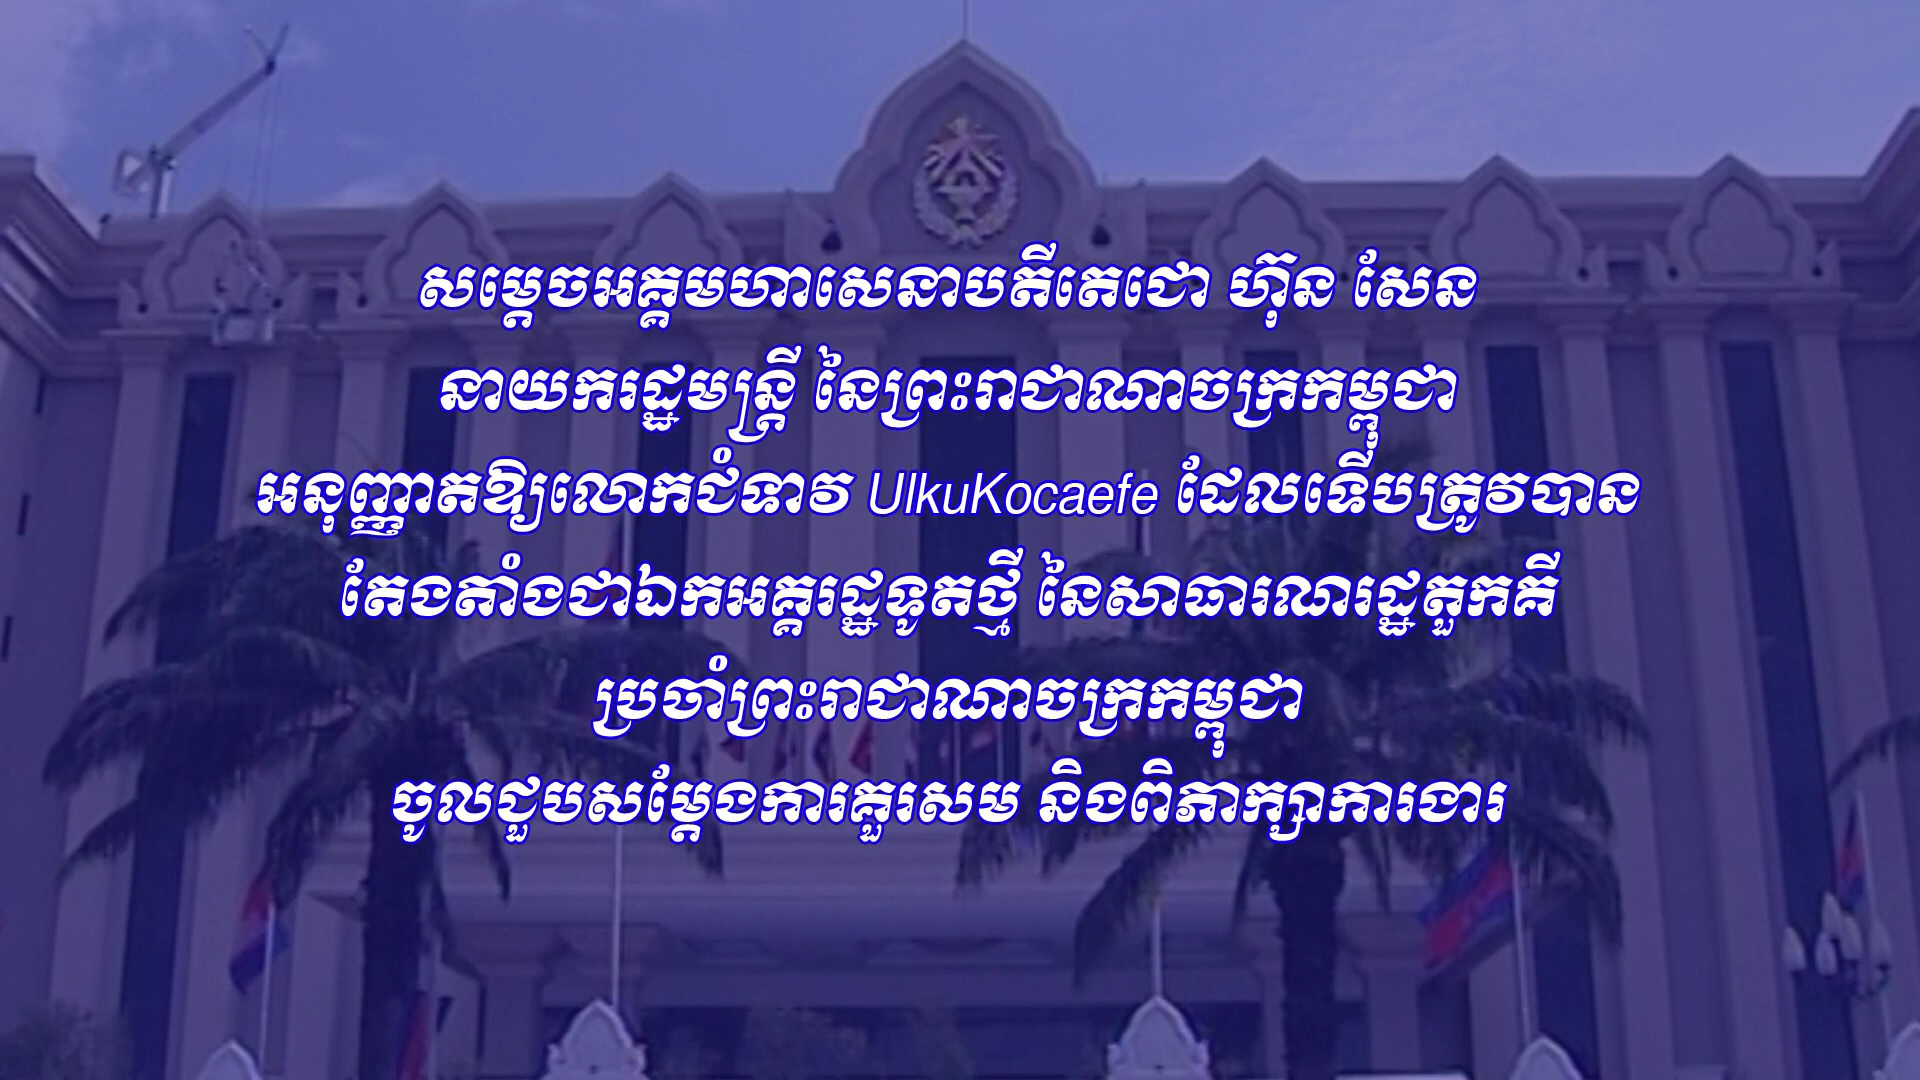 សម្តេចអគ្គមហាសេនាបតីតេជោ ហ៊ុន សែន
នាយករដ្ឋមន្ត្រី នៃព្រះរាជាណាចក្រកម្ពុជា
អនុញ្ញាតឱ្យលោកជំទាវ UlkuKocaefe ដែលទើបត្រូវបាន
តែងតាំងជាឯកអគ្គរដ្ឋទូតថ្មី នៃសាធារណរដ្ឋតួកគី
ប្រចាំព្រះរាជាណាចក្រកម្ពុជា
ចូលជួបសម្តែងការគួរសម និងពិភាក្សាការងារ